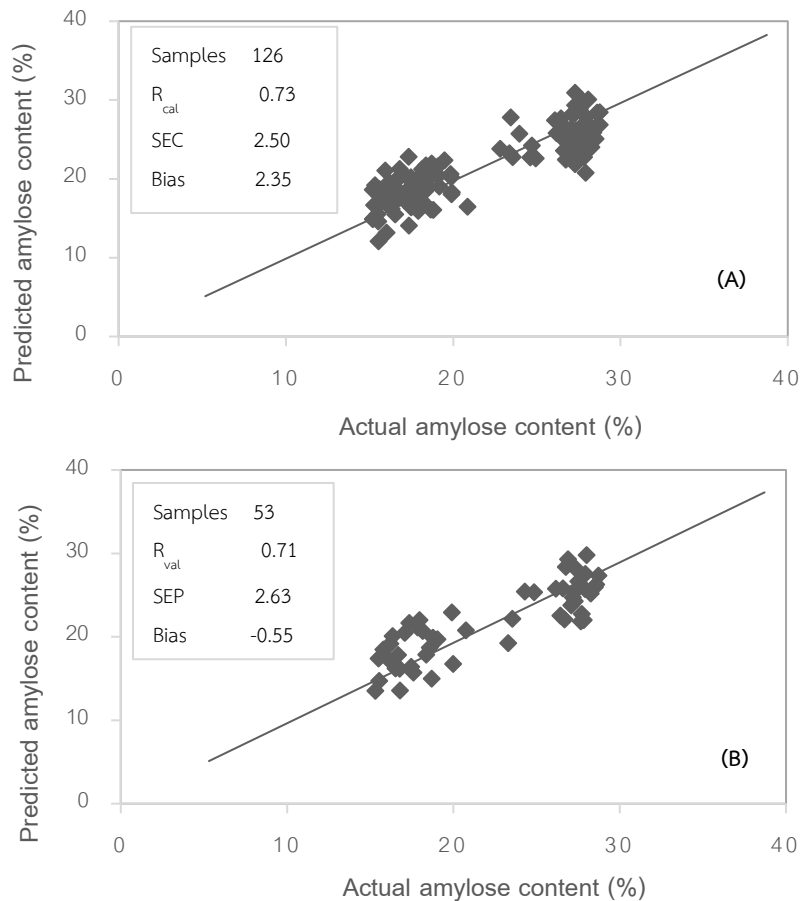 40
30
20
10
0
Predicted amylose content (%)
Samples 126
R cal 0.73
SEC 2.50
Bias 2.35
(A)
0 10 20 30 40
Actual amylose content (%)
40
30
20
10
0
Predicted amylose content (%)
Samples 53
R val 0.71
SEP 2.63
Bias -0.55
(B)
0 10 20 30 40
Actual amylose content (%)